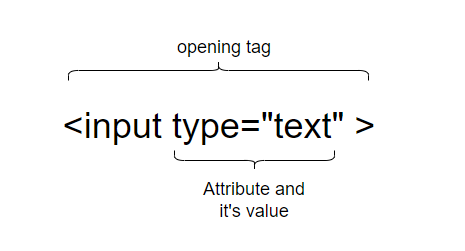 opening tag
<input type="text" >
Attribute and
it's value